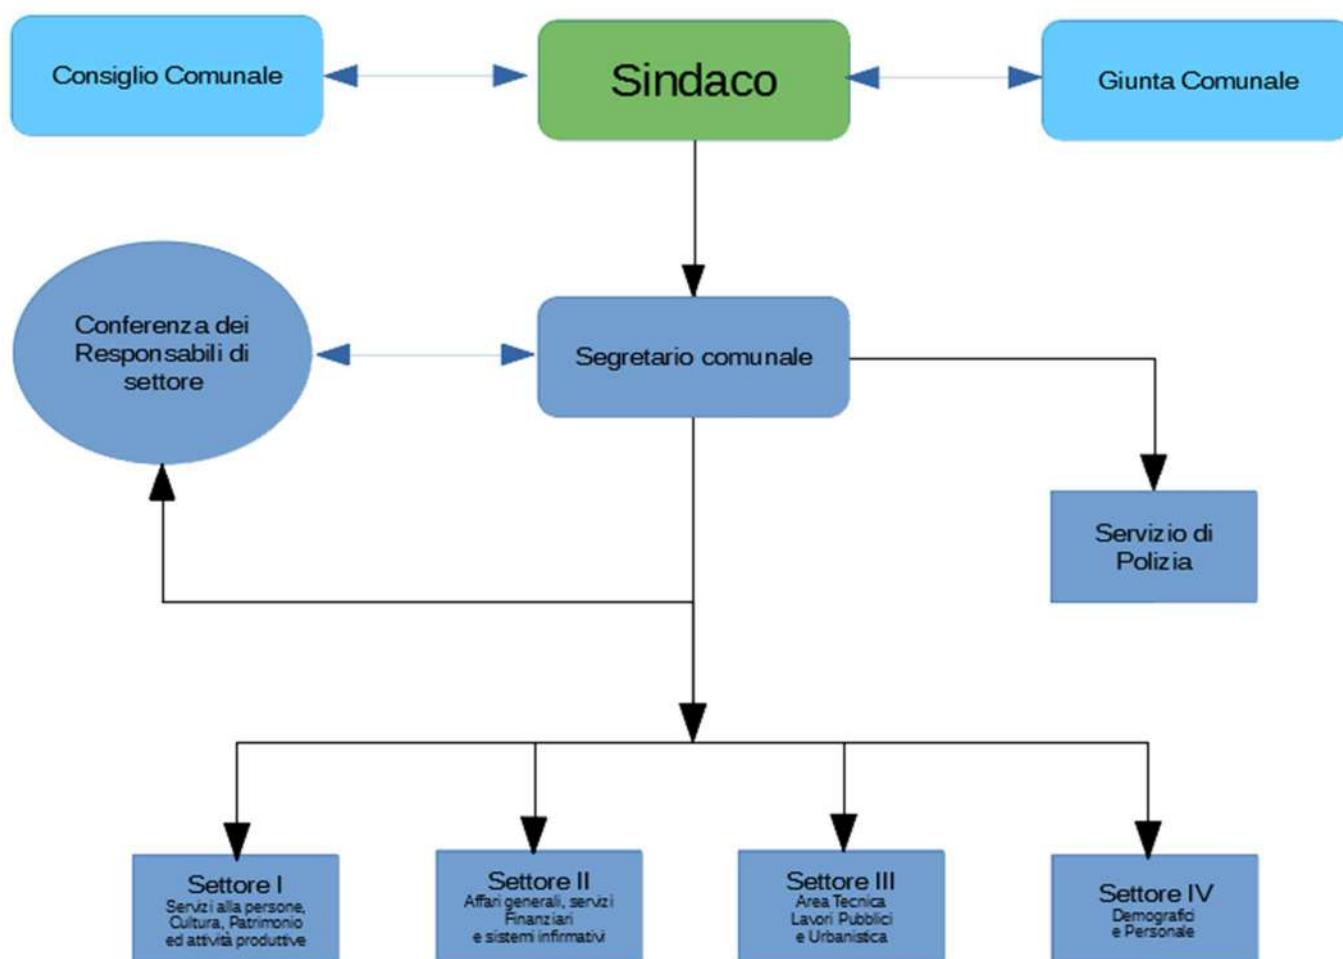 Consiglio Comunale
Sindaco
Giunta Comunale
Conferenza dei
Responsabili di
settore
Segretario comunale
Servizio di
Polizia
Settore I
Servizi alla persone,
Cultura, Patrimonio
ed attività produttive
Settore II
Affari generali, servizi
Finanziari
e sistemi infirmativi
Settore III
Area Tecnica
Lavori Pubblici
e Urbanistica
Settore IV
Demografici
e Personale